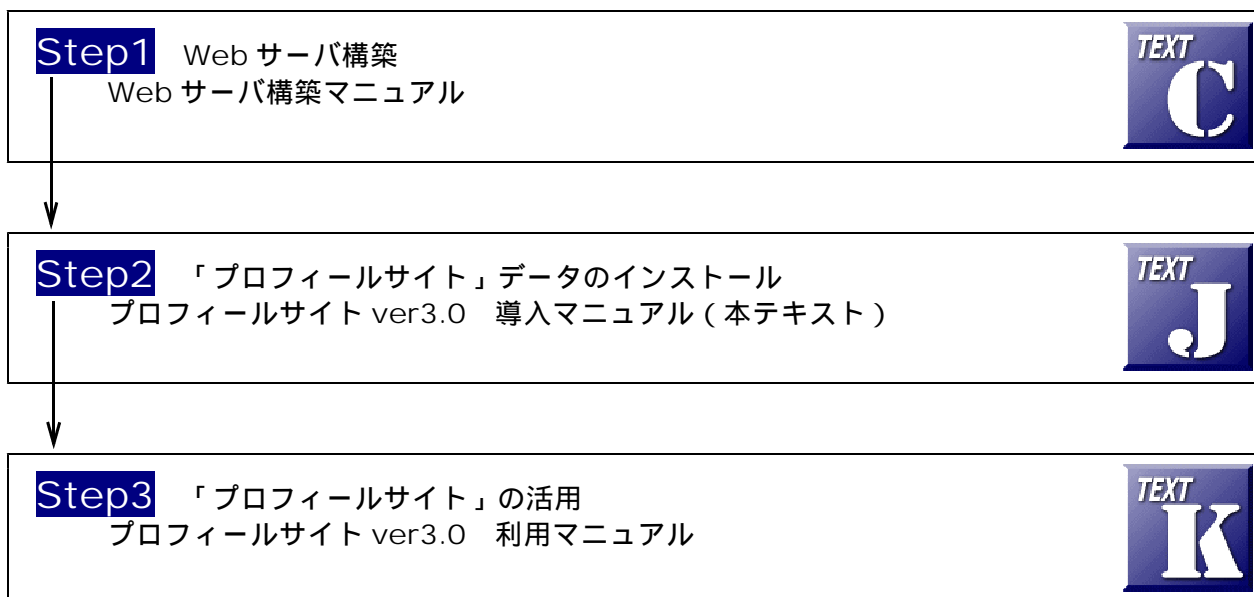 Step1 Web サーバ構築
Web サーバ構築マニュアル
TEXT
C
Step2 「プロフィールサイト」データのインストール
プロフィールサイト ver3.0 導入マニュアル(本テキスト)
TEXT
J
Step3 「プロフィールサイト」の活用
プロフィールサイト ver3.0 利用マニュアル
TEXT
K